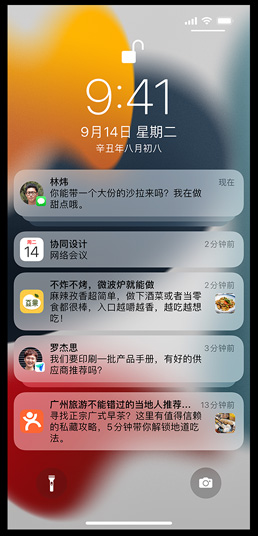 9:41
9月14日 星期二
辛丑年八月初八
林炜
现在
你能带一个大份的沙拉来吗？我在做
甜点哦。
周二
14
协同设计
2分钟前
网络会议
不炸不烤，微波炉就能做
2分钟前
麻辣孜香超简单，做下酒菜或者当零
食都很棒，入口越嚼越香，越吃越想
吃！
罗杰思
3分钟前
我们要印刷一批产品手册，有好的供
应商推荐吗？
广州旅游不能错过的当地人推荐…
13分钟前
寻找正宗广式早茶？这里有值得信赖
的私藏攻略，5分钟带你解锁地道吃
法。